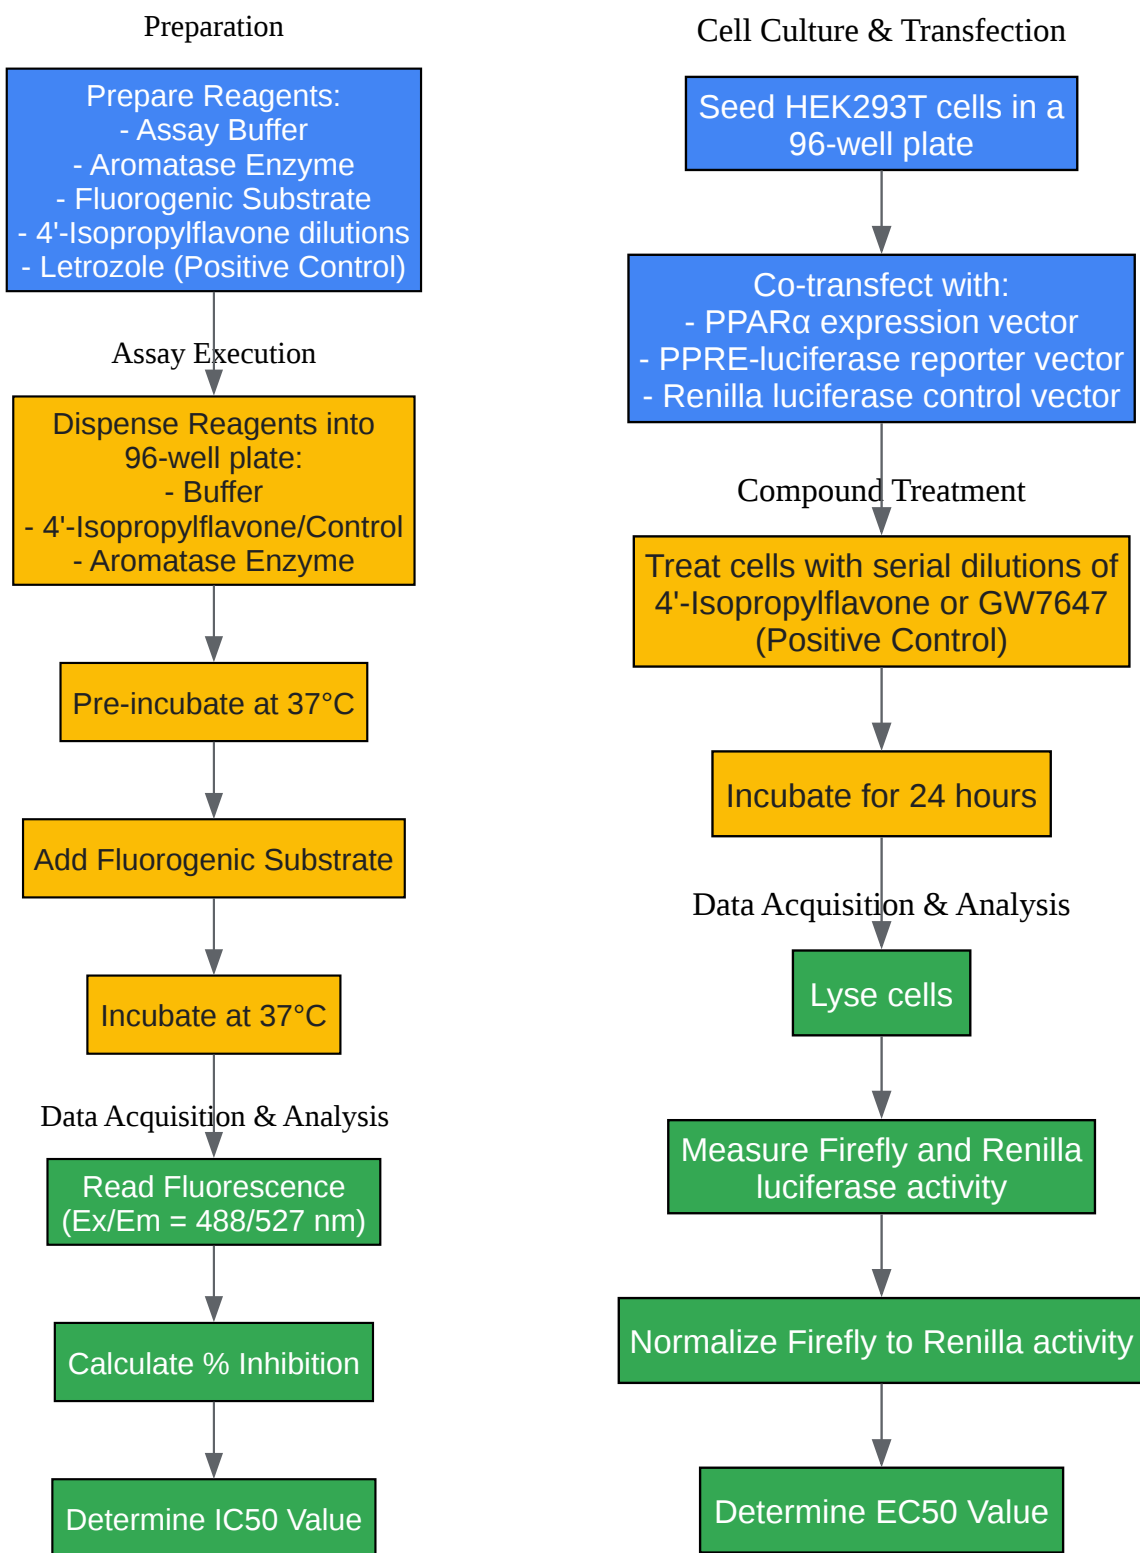 Preparation
Prepare Reagents:
- Assay Buffer
- Aromatase Enzyme
- Fluorogenic Substrate
- 4'-Isopropylflavone dilutions
- Letrozole (Positive Control)
Assay Execution
Dispense Reagents into
96-well plate:
- Buffer
- 4'-Isopropylflavone/Control
- Aromatase Enzyme
Pre-incubate at 37°C
Add Fluorogenic Substrate
Incubate at 37°C
Data Acquisition & Analysis
Read Fluorescence
(Ex/Em = 488/527 nm)
Calculate % Inhibition
Determine IC50 Value
Cell Culture & Transfection
Seed HEK293T cells in a
96-well plate
Co-transfect with:
- PPARα expression vector
- PPRE-luciferase reporter vector
- Renilla luciferase control vector
Compound Treatment
Treat cells with serial dilutions of
4'-Isopropylflavone or GW7647
(Positive Control)
Incubate for 24 hours
Data Acquisition & Analysis
Lyse cells
Measure Firefly and Renilla
luciferase activity
Normalize Firefly to Renilla activity
Determine EC50 Value